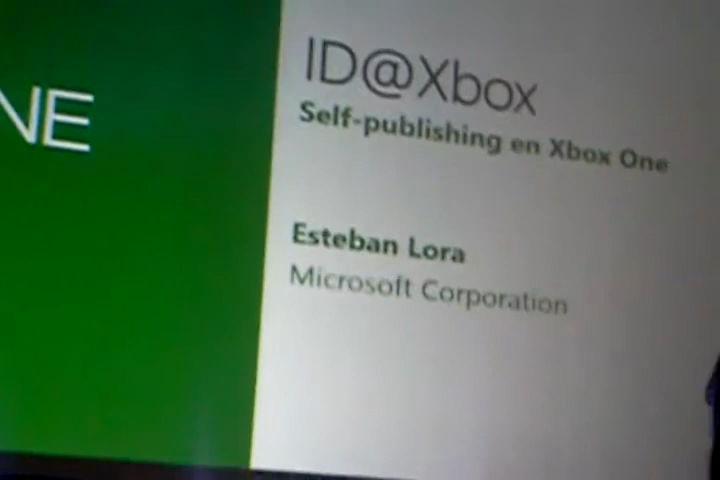 NE
ID@Xbox
Self-publishing en Xbox One
Esteban Lora
Microsoft Corporation